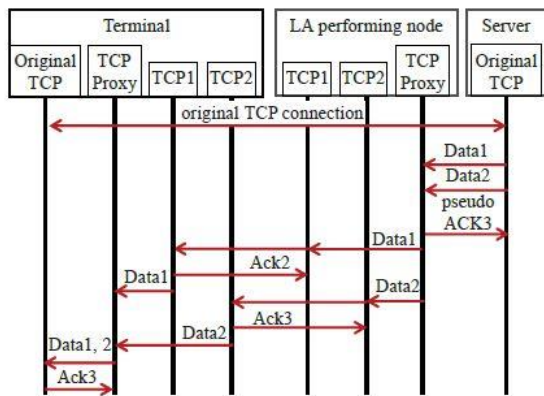 Terminal
LA performing node
Server
Original
TCP
TCP
Proxy
TCP1
TCP2
TCP1
TCP2
TCP
Proxy
Original
TCP
original TCP connection
Data1
Data2
pseudo
ACK3
Data1
Ack2
Data1
Data2
Ack3
Data2
Data1, 2
Ack3